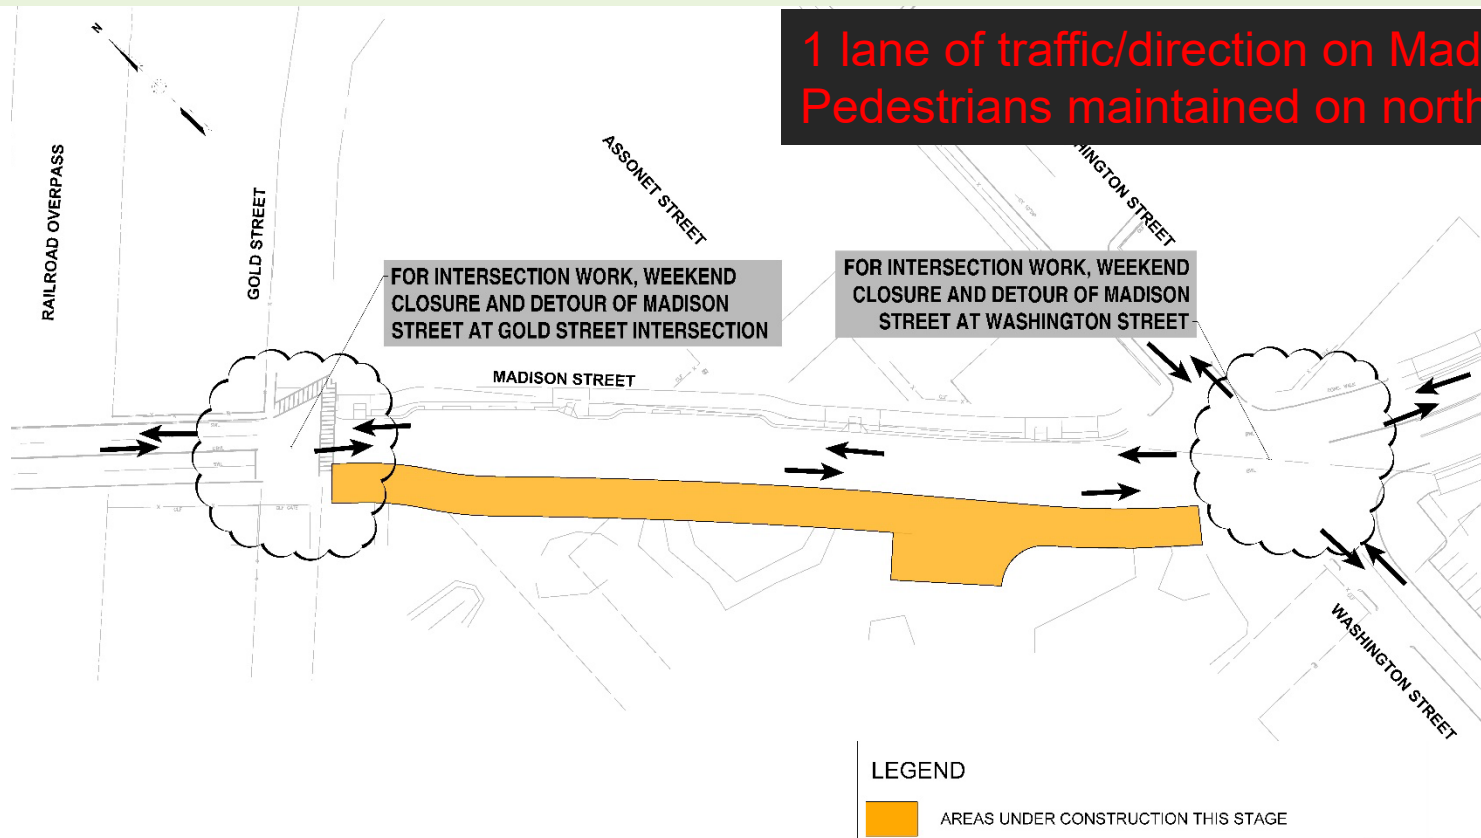 1 lane of traffic/direction on Mad
Pedestrians maintained on north
N
RAILROAD OVERPASS
GOLD STREET
ASSONET STREET
HINGTON STREET
FOR INTERSECTION WORK, WEEKEND
CLOSURE AND DETOUR OF MADISON
STREET AT GOLD STREET INTERSECTION
FOR INTERSECTION WORK, WEEKEND
CLOSURE AND DETOUR OF MADISON
STREET AT WASHINGTON STREET
MADISON STREET
WASHINGTON STREET
LEGEND
AREAS UNDER CONSTRUCTION THIS STAGE